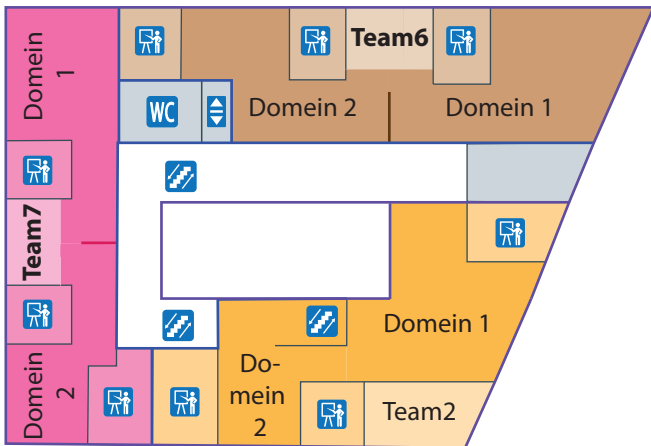 Team6
Domein
1
WC
Domein 2
Domein 1
Team7
Domein 1
Do-
mein
2
Domein
2
Team2